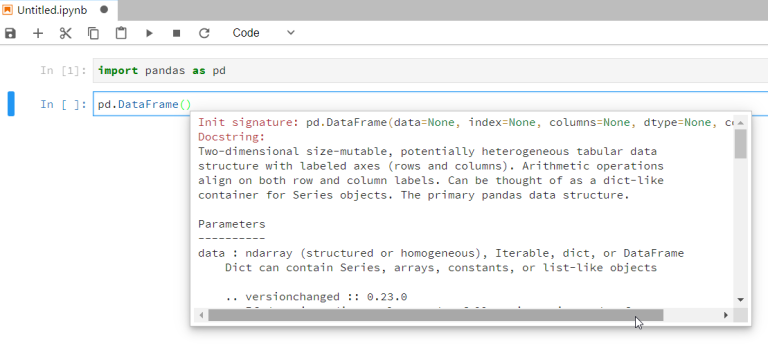 Untitled.ipynb
Code
In [1]: import pandas as pd
In [ ]: pd.DataFrame()
Init signature: pd.DataFrame(data=None, index=None, columns=None, dtype=None,
Docstring:
Two-dimensional size-mutable, potentially heterogeneous tabular data
structure with labeled axes (rows and columns). Arithmetic operations
align on both row and column labels. Can be thought of as a dict-like
container for Series objects. The primary pandas data structure.
Parameters
----------
data : ndarray (structured or homogeneous), Iterable, dict, or DataFrame
Dict can contain Series, arrays, constants, or list-like objects
.. versionchanged :: 0.23.0